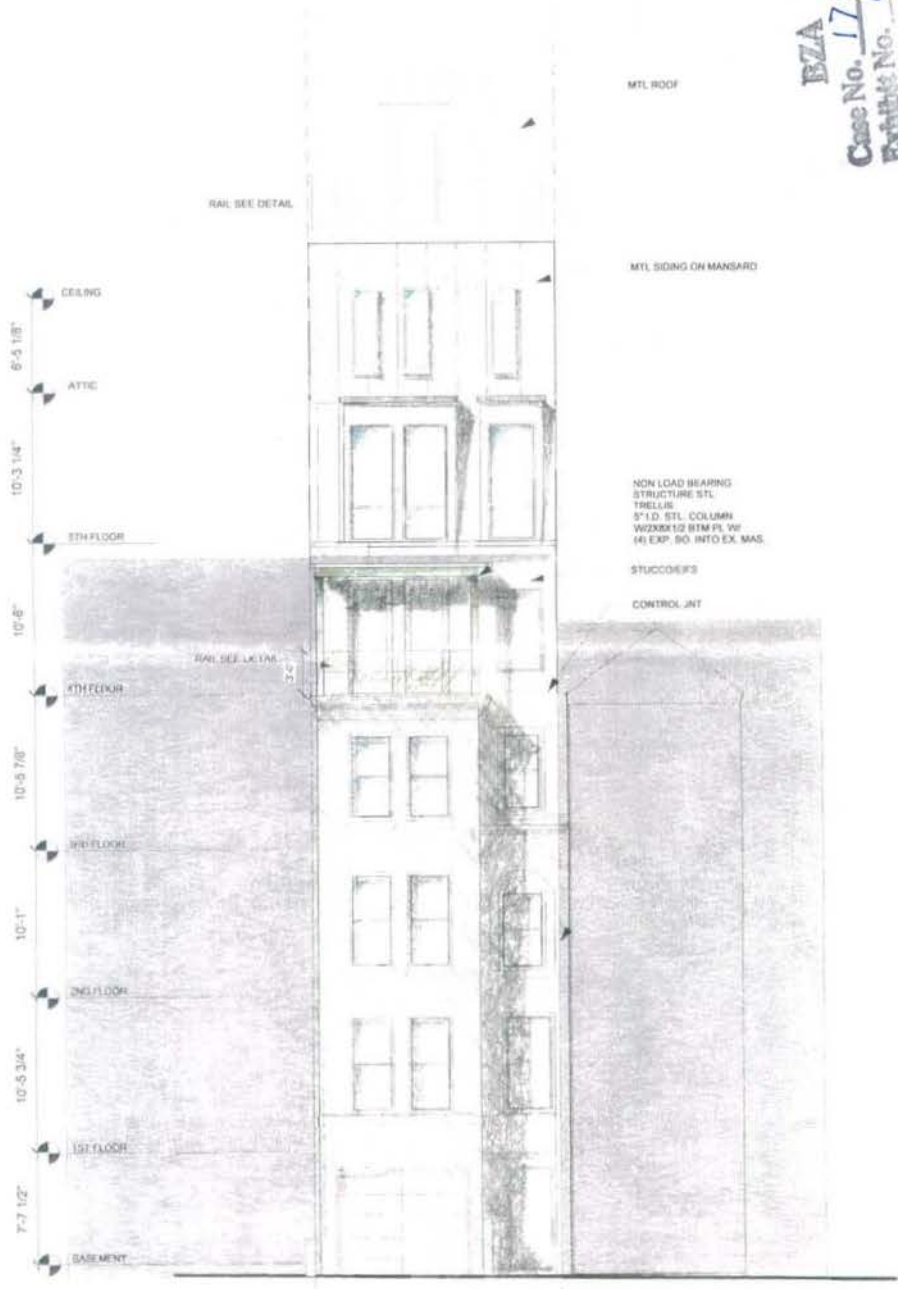 BZA
Case No. 17
Exhibit No.
MTL ROOF
RAIL SEE DETAIL
MTL SIDING ON MANSARD
CEILING
6'-5 1/8"
ATTIC
10'-3 1/4"
NON LOAD BEARING
STRUCTURE STL
TRELLIS
5" I.D. STL. COLUMN
W/2X8X1/2 BTM PL W/
(4) EXP. BO. INTO EX. MAS.
5TH FLOOR
STUCCO/EIFS
CONTROL JNT
10'-6"
RAIL SEE DETAIL
4TH FLOOR
10'-5 7/8"
3RD FLOOR
10'-1"
2ND FLOOR
10'-5 3/4"
1ST FLOOR
7'-7 1/2"
BASEMENT